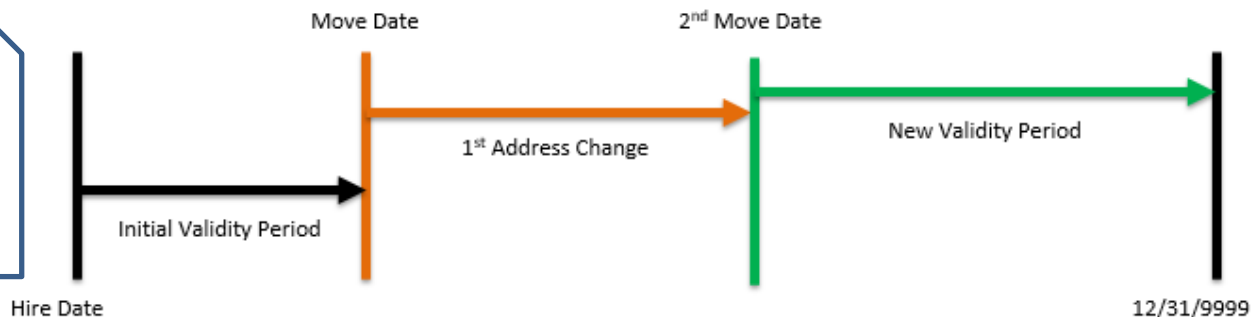 Move Date
2nd Move Date
1st Address Change
New Validity Period
Initial Validity Period
Hire Date
12/31/9999